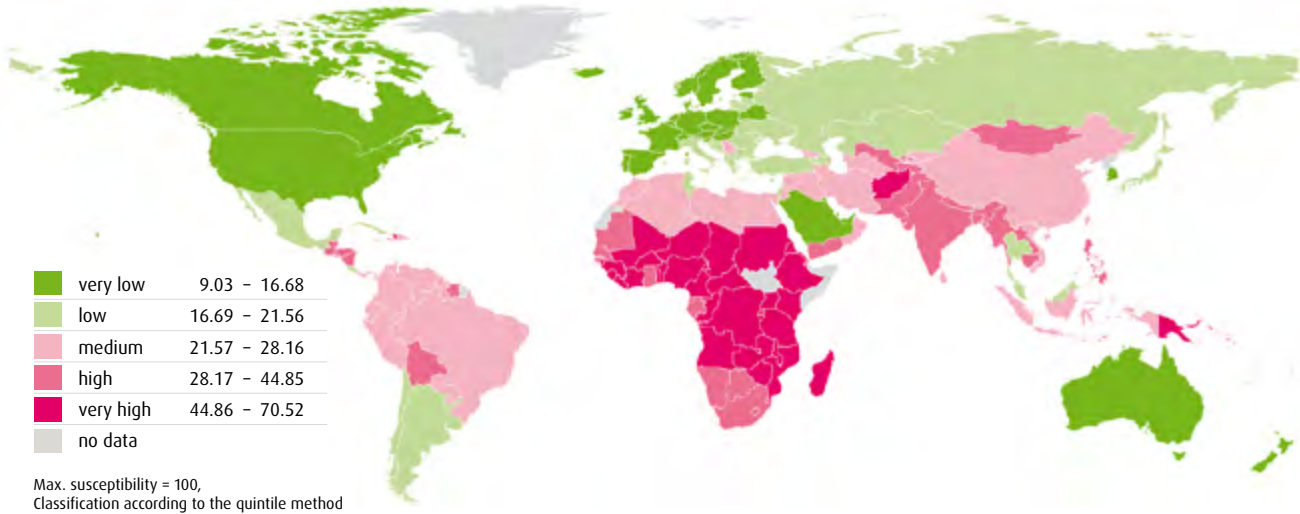 very low 9.03 – 16.68
low 16.69 – 21.56
medium 21.57 – 28.16
high 28.17 – 44.85
very high 44.86 – 70.52
no data
Max. susceptibility = 100,
Classification according to the quintile method